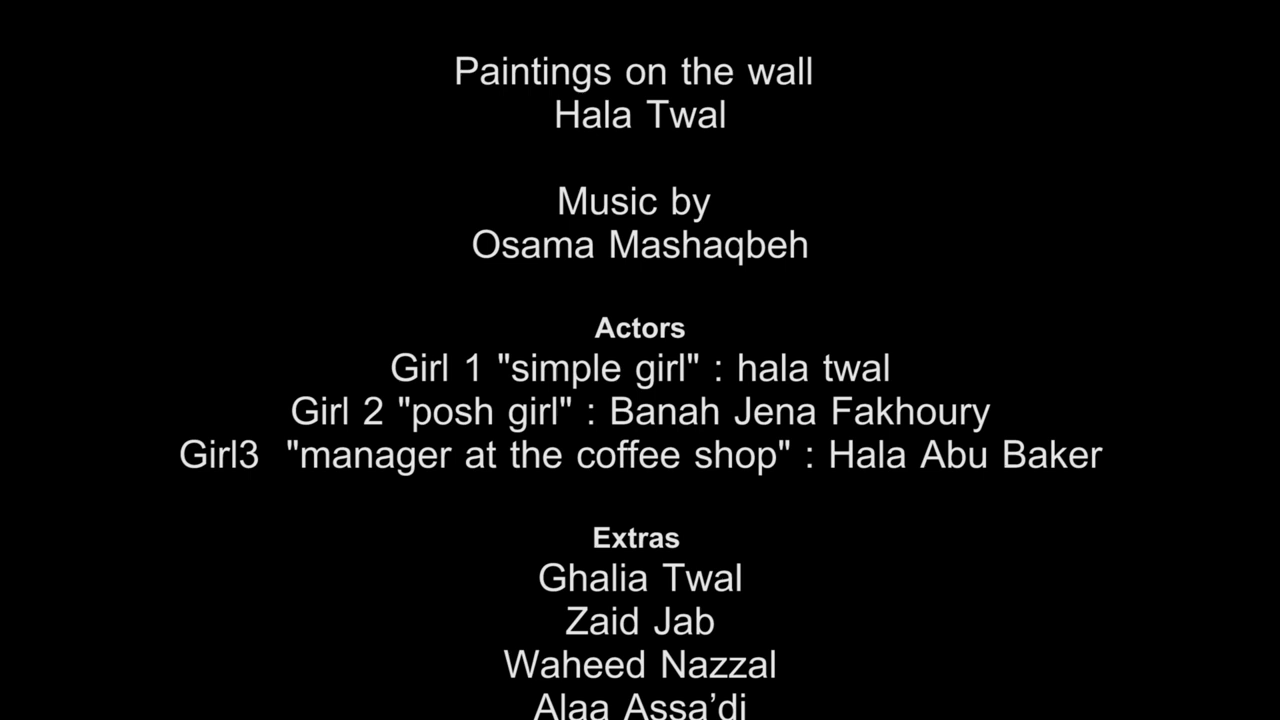 Paintings on the wall
Hala Twal
Music by
Osama Mashaqbeh
Actors
Girl 1 "simple girl" : hala twal
Girl 2 "posh girl" : Banah Jena Fakhoury
Girl3  "manager at the coffee shop" : Hala Abu Baker
Extras
Ghalia Twal
Zaid Jab
Waheed Nazzal
Alaa Assa’di